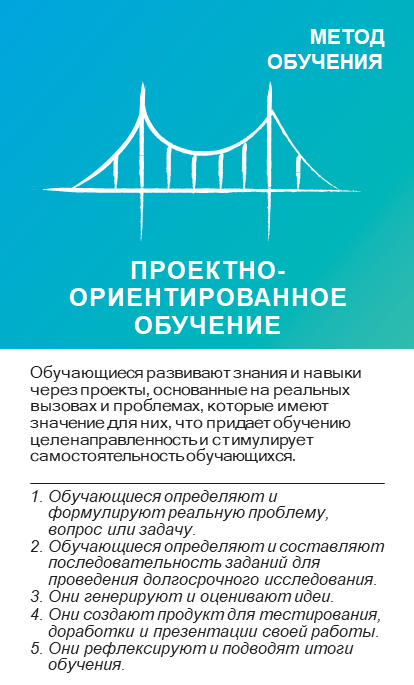 МЕТОД
ОБУЧЕНИЯ
ПРОЕКТНО-
ОРИЕНТИРОВАННОЕ
ОБУЧЕНИЕ
Обучающиеся развивают знания и навыки
через проекты, основанные на реальных
вызовах и проблемах, которые имеют
значение для них, что придает обучению
целенаправленность и стимулирует
самостоятельность обучающихся.
1. Обучающиеся определяют и
формулируют реальную проблему,
вопрос или задачу.
2. Обучающиеся определяют и составляют
последовательность заданий для
проведения долгосрочного исследования.
3. Они генерируют и оценивают идеи.
4. Они создают продукт для тестирования,
доработки и презентации своей работы.
5. Они рефлексируют и подводят итоги
обучения.